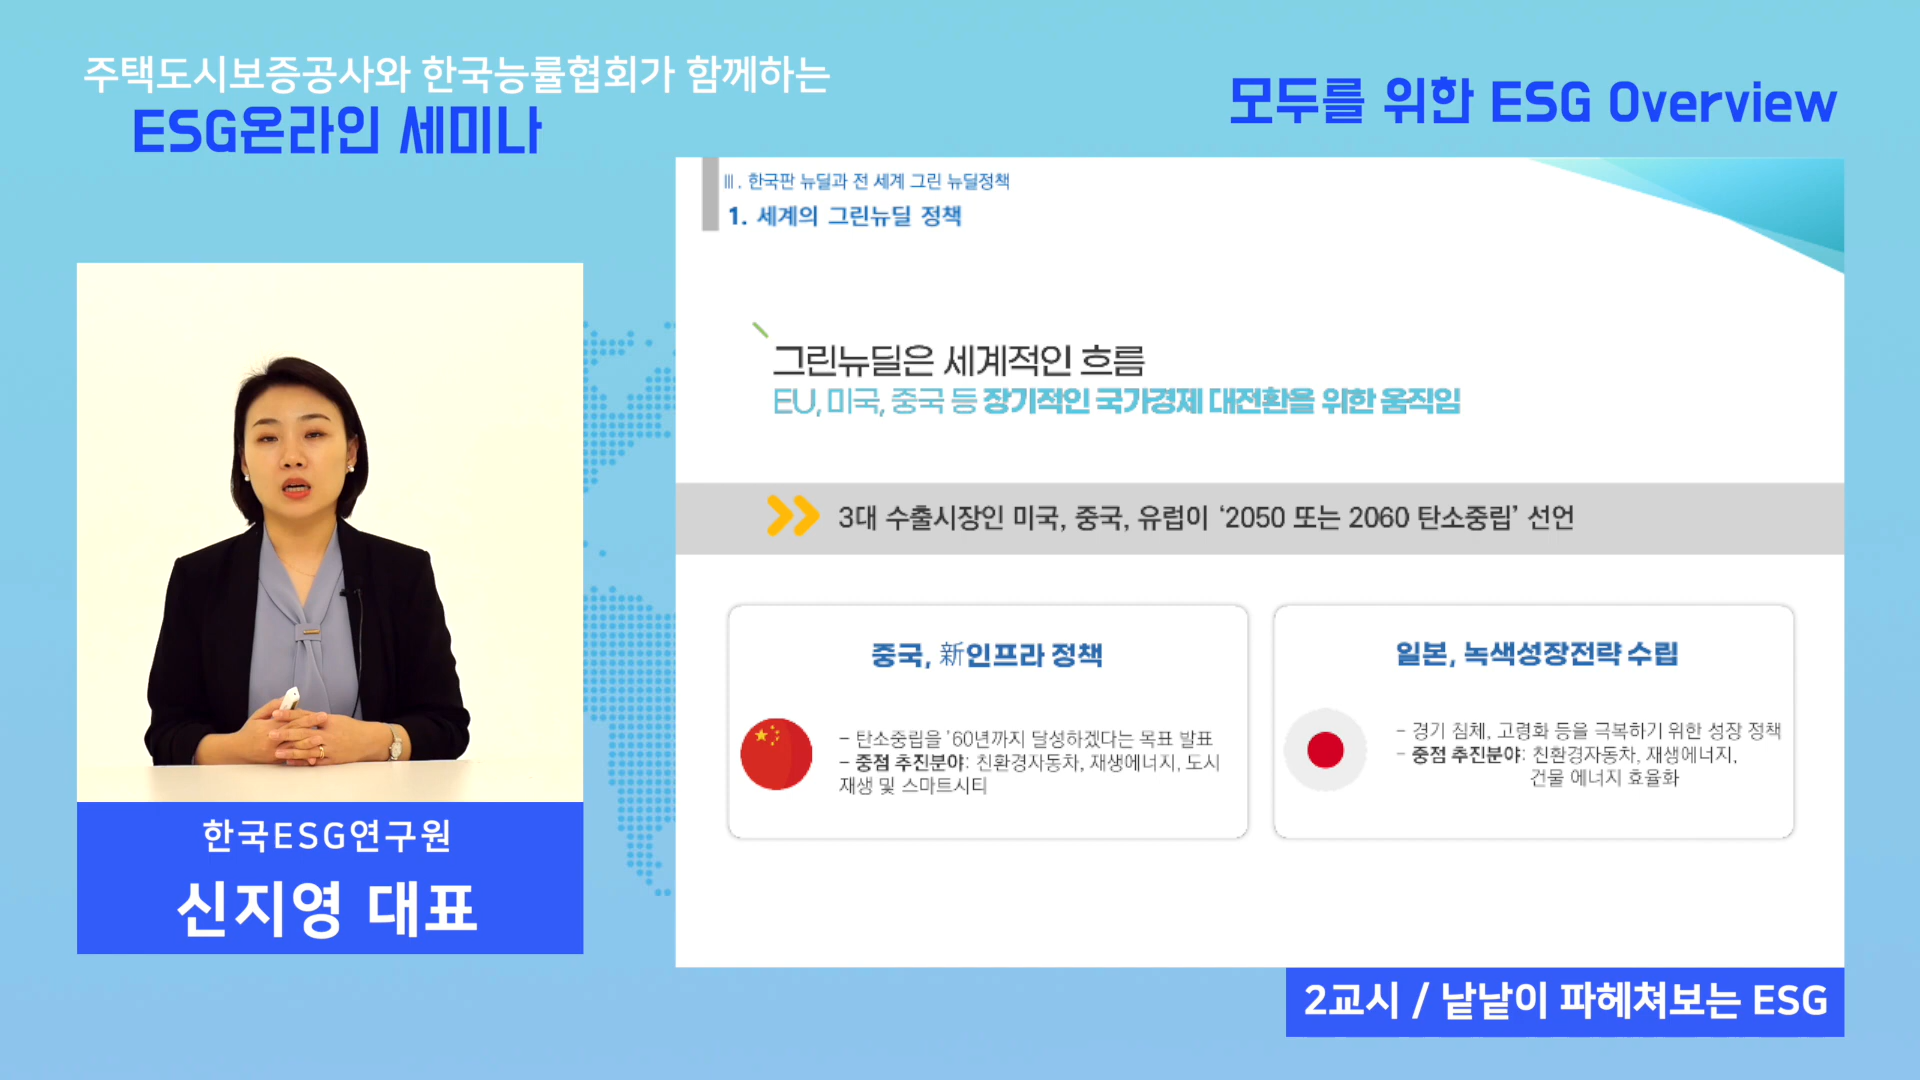 주택도시보증공사와 한국능률협회가 함께하는
ESG온라인 세미나
모두를 위한 ESG Overview
Ⅲ. 한국판 뉴딜과 전 세계 그린 뉴딜정책
1. 세계의 그린뉴딜 정책
그린뉴딜은 세계적인 흐름
EU, 미국, 중국 등 장기적인 국가경제 대전환을 위한 움직임
3대 수출시장인 미국, 중국, 유럽이 ‘2050 또는 2060 탄소중립’ 선언
중국, 新인프라 정책
- 탄소중립을 ’60년까지 달성하겠다는 목표 발표
- 중점 추진분야: 친환경자동차, 재생에너지, 도시
재생 및 스마트시티
일본, 녹색성장전략 수립
- 경기 침체, 고령화 등을 극복하기 위한 성장 정책
- 중점 추진분야: 친환경자동차, 재생에너지,
건물 에너지 효율화
한국ESG연구원
신지영 대표
2교시 / 낱낱이 파헤쳐보는 ESG